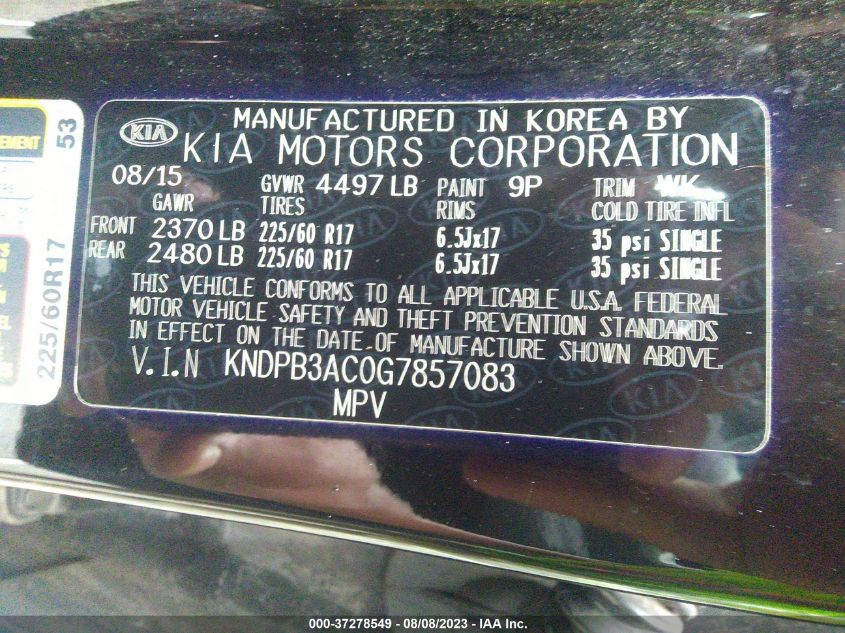 KIA
MANUFACTURED IN KOREA BY
KIA MOTORS CORPORATION
08/15 GVWR 4497 LB PAINT 9P TRIM WK
GAWR TIRES RIMS COLD TIRE INFL
FRONT 2370 LB 225/60 R17 6.5Jx17 35 psi SINGLE
REAR 2480 LB 225/60 R17 6.5Jx17 35 psi SINGLE
THIS VEHICLE CONFORMS TO ALL APPLICABLE U.S.A. FEDERAL
MOTOR VEHICLE SAFETY AND THEFT PREVENTION STANDARDS
IN EFFECT ON THE DATE OF MANUFACTURE SHOWN ABOVE.
V.I.N KNDPB3AC0G7857083
MPV
53
225/60R17
000-37278549 - 08/08/2023 - IAA Inc.